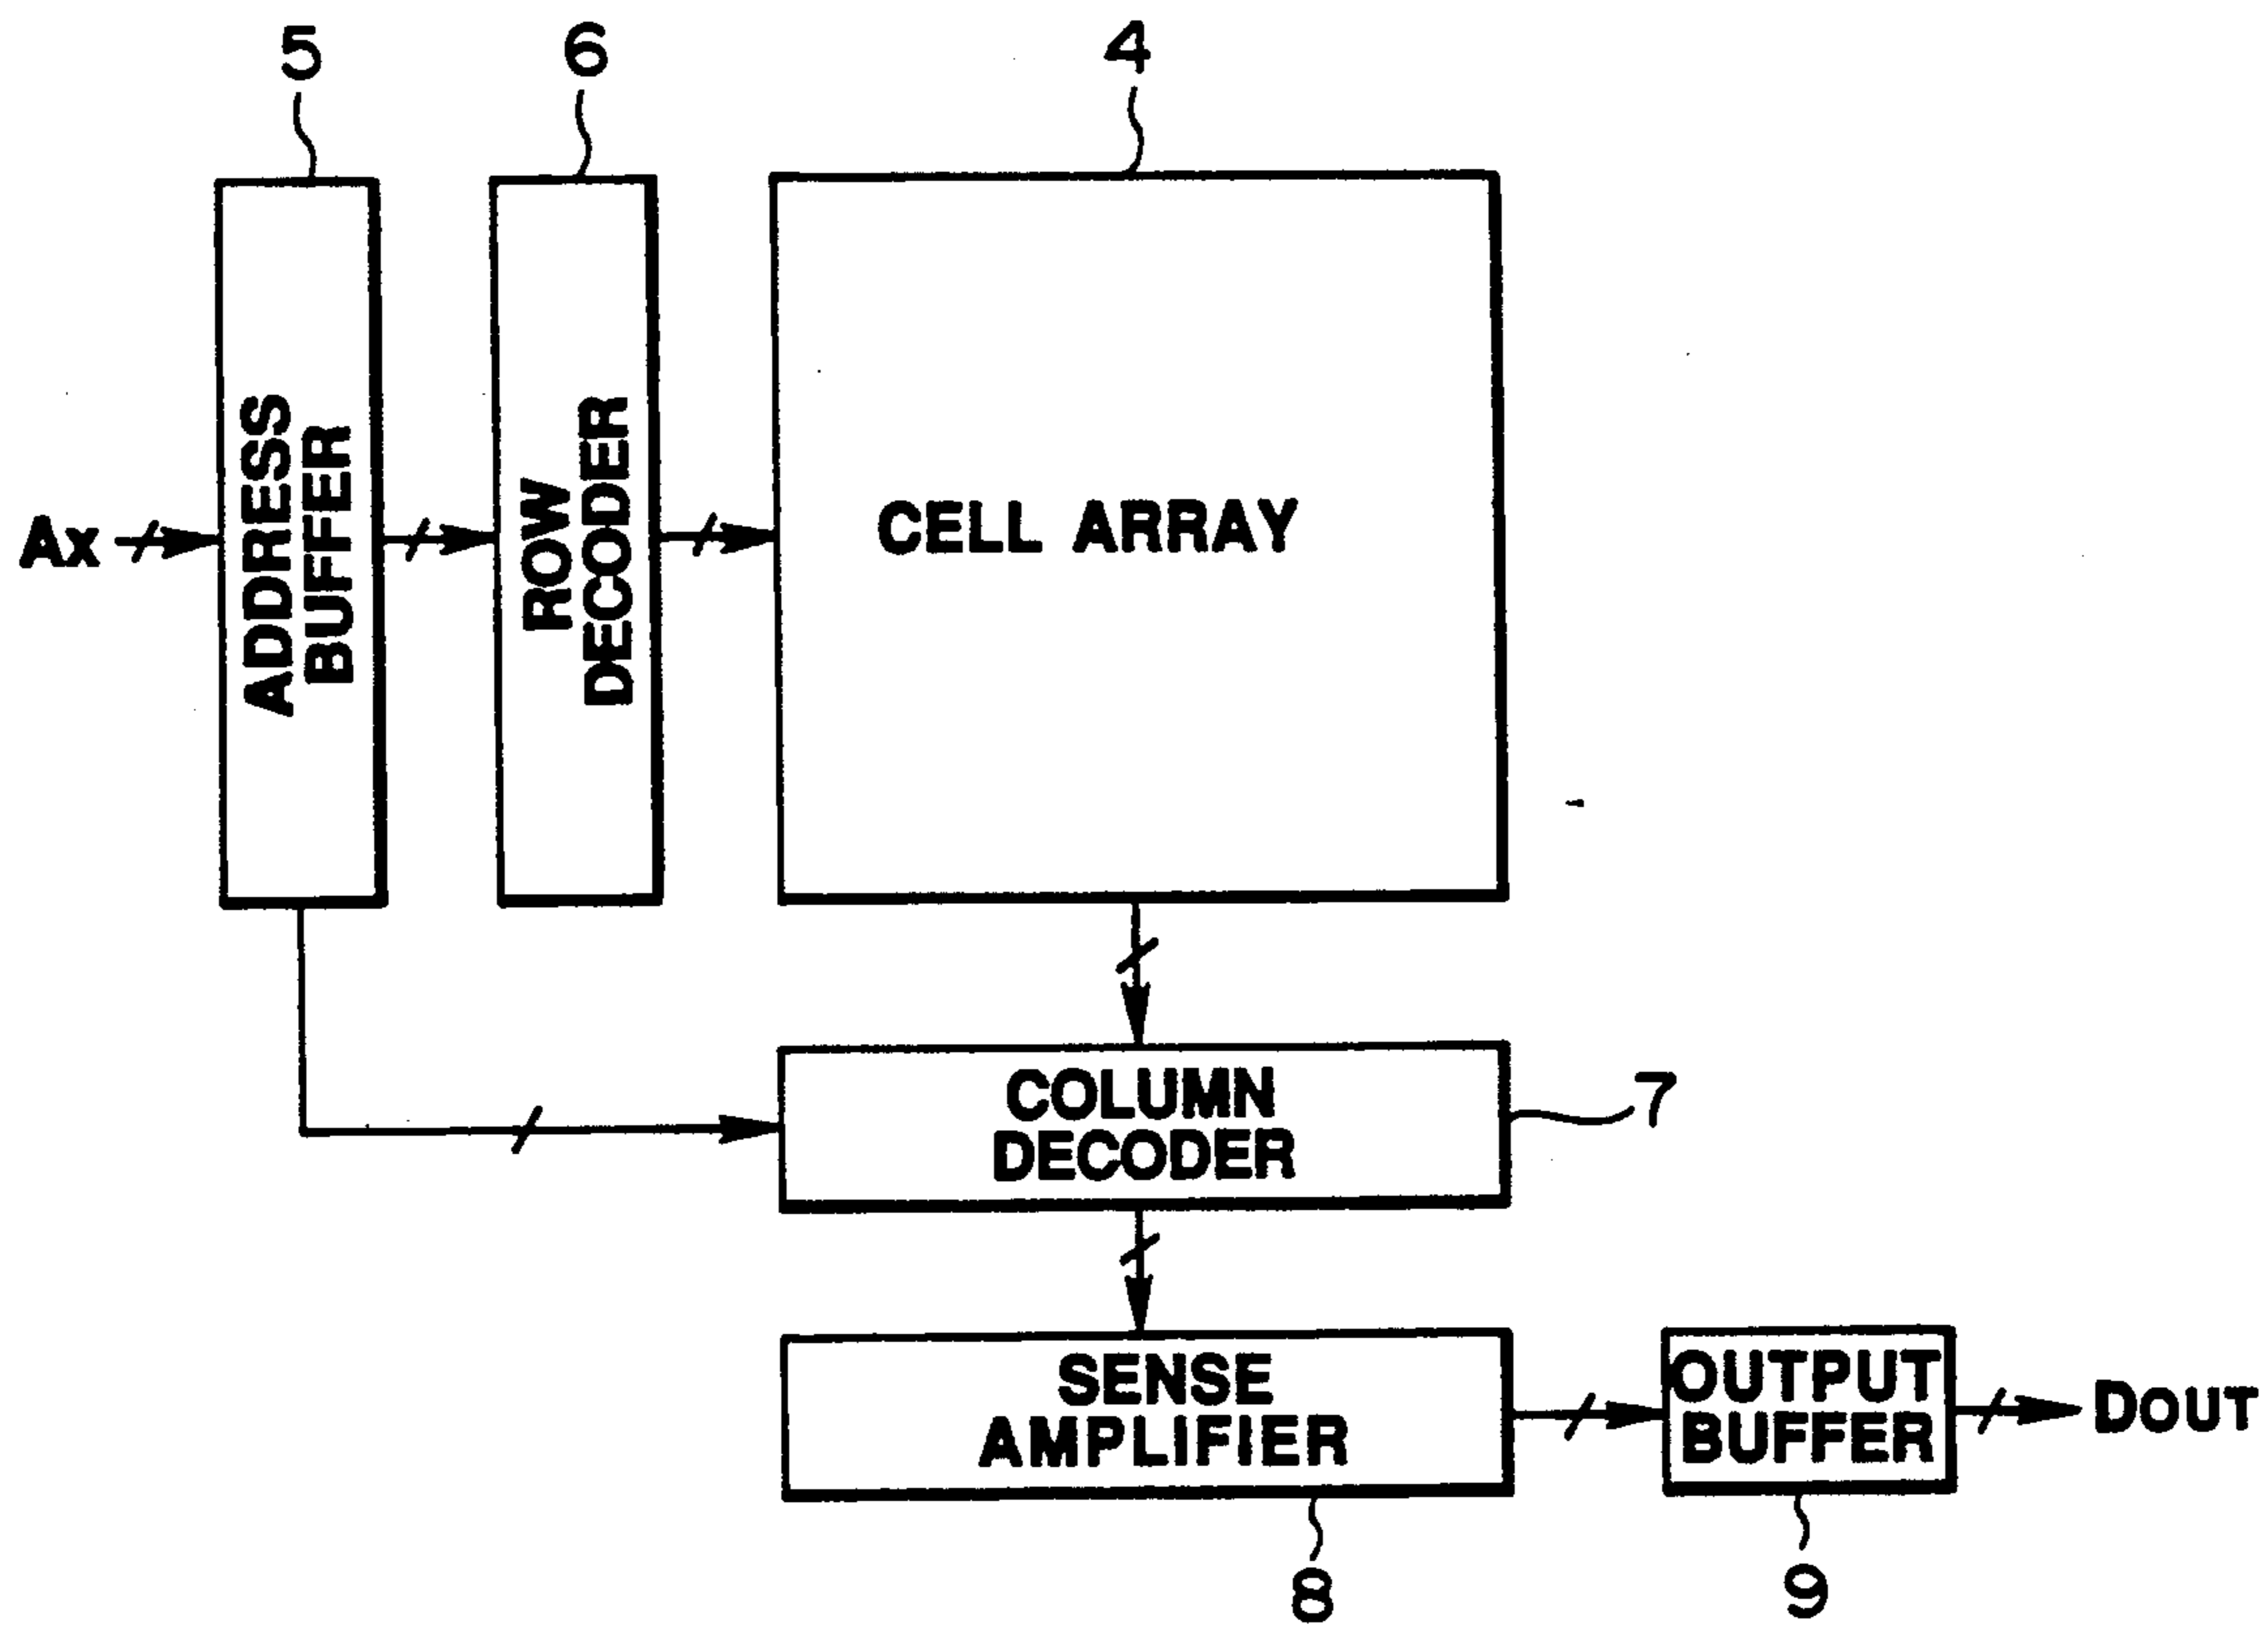 5
6
4
Ax
ADDRESS
BUFFER
ROW
DECODER
CELL ARRAY
COLUMN
DECODER
7
SENSE
AMPLIFIER
OUTPUT
BUFFER
DOUT
8
9